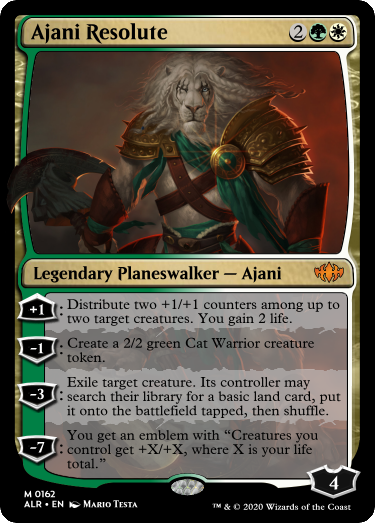 Ajani Resolute 2
Legendary Planeswalker — Ajani
+1: Distribute two +1/+1 counters among up to
two target creatures. You gain 2 life.
-1: Create a 2/2 green Cat Warrior creature
token.
-3: Exile target creature. Its controller may
search their library for a basic land card, put
it onto the battlefield tapped, then shuffle.
-7: You get an emblem with “Creatures you
control get +X/+X, where X is your life
total.”
4
M 0162
ALR • EN Mario Testa
™ & © 2020 Wizards of the Coast